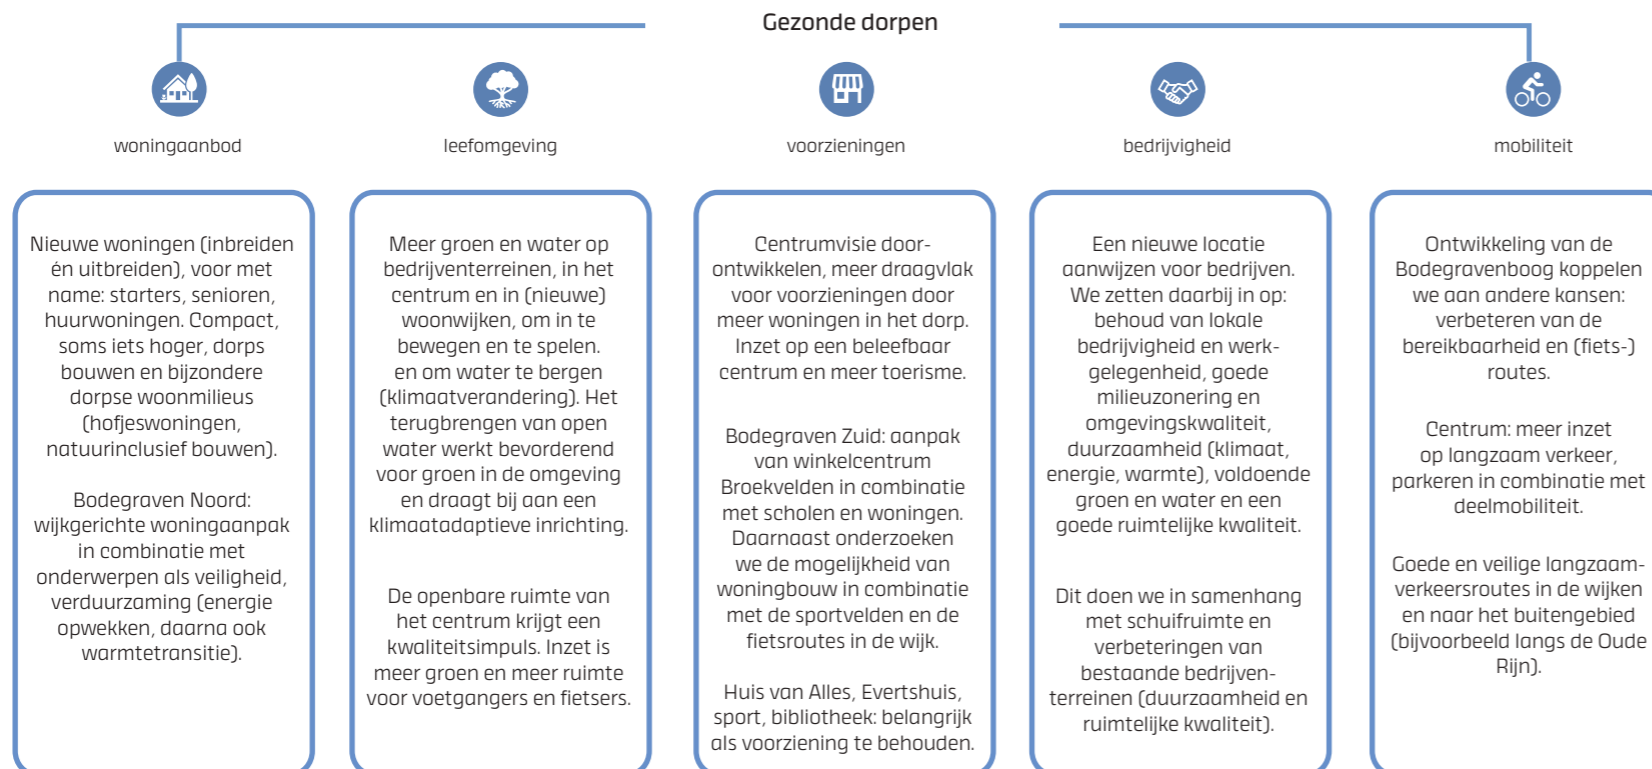 Gezonde dorpen
woningaanbod
Nieuwe woningen (inbreiden
én uitbreiden), voor met
name: starters, senioren,
huurwoningen. Compact,
soms iets hoger, dorps
bouwen en bijzondere
dorpse woonmilieus
(hofjeswoningen,
natuurinclusief bouwen).
Bodegraven Noord:
wijkgerichte woningaanpak
in combinatie met
onderwerpen als veiligheid,
verduurzaming (energie
opwekken, daarna ook
warmtetransitie).
leefomgeving
Meer groen en water op
bedrijventerreinen, in het
centrum en in (nieuwe)
woonwijken, om in te
bewegen en te spelen.
en om water te bergen
(klimaatverandering). Het
terugbrengen van open
water werkt bevorderend
voor groen in de omgeving
en draagt bij aan een
klimaatadaptieve inrichting.
De openbare ruimte van
het centrum krijgt een
kwaliteitsimpuls. Inzet is
meer groen en meer ruimte
voor voetgangers en fietsers.
voorzieningen
Centrumvisie door-
ontwikkelen, meer draagvlak
voor voorzieningen door
meer woningen in het dorp.
Inzet op een beleefbaar
centrum en meer toerisme.
Bodegraven Zuid: aanpak
van winkelcentrum
Broekvelden in combinatie
met scholen en woningen.
Daarnaast onderzoeken
we de mogelijkheid van
woningbouw in combinatie
met de sportvelden en de
fietsroutes in de wijk.
Huis van Alles, Evertshuis,
sport, bibliotheek: belangrijk
als voorziening te behouden.
bedrijvigheid
Een nieuwe locatie
aanwijzen voor bedrijven.
We zetten daarbij in op:
behoud van lokale
bedrijvigheid en werk-
gelegenheid, goede
milieuzonering en
omgevingskwaliteit,
duurzaamheid (klimaat,
energie, warmte), voldoende
groen en water en een
goede ruimtelijke kwaliteit.
Dit doen we in samenhang
met schuifruimte en
verbeteringen van
bestaande bedrijven-
terreinen (duurzaamheid en
ruimtelijke kwaliteit).
mobiliteit
Ontwikkeling van de
Bodegravenboog koppelen
we aan andere kansen:
verbeteren van de
bereikbaarheid en (fiets-)
routes.
Centrum: meer inzet
op langzaam verkeer,
parkeren in combinatie met
deelmobiliteit.
Goede en veilige langzaam-
verkeersroutes in de wijken
en naar het buitengebied
(bijvoorbeeld langs de Oude
Rijn).